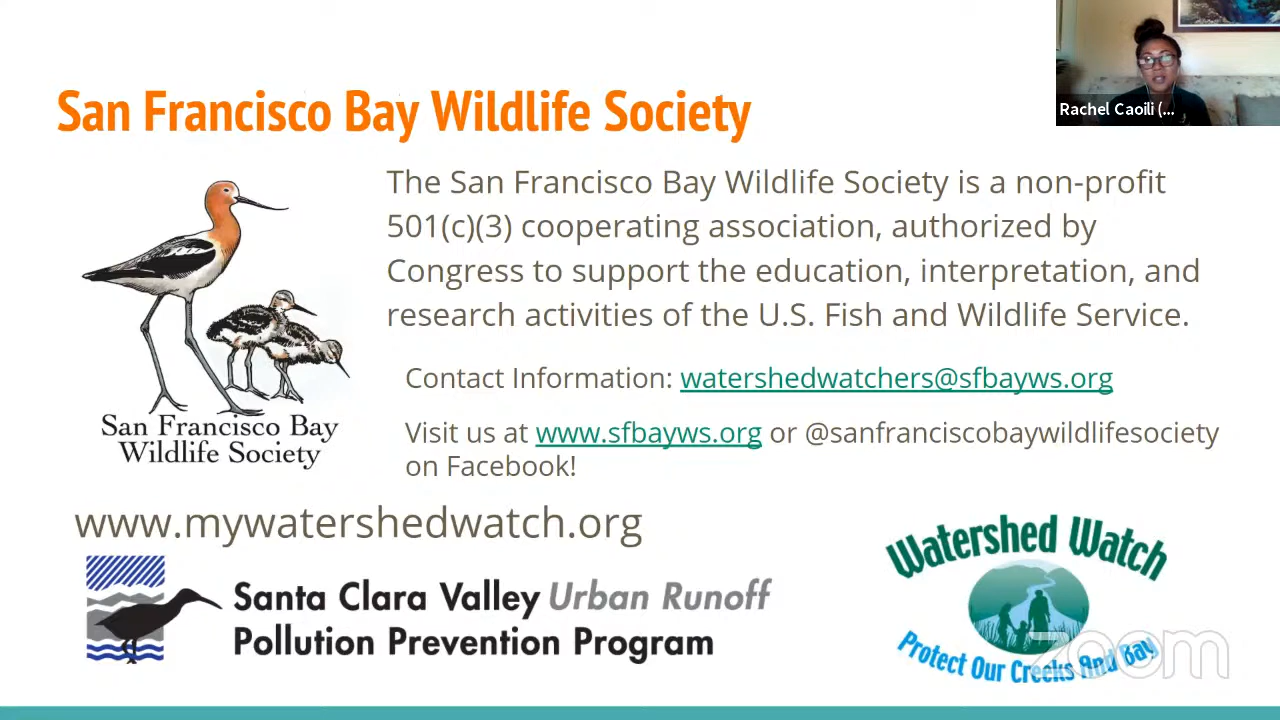 San Francisco Bay Wildlife Society
Rachel Caoili (...
The San Francisco Bay Wildlife Society is a non-profit
501(c)(3) cooperating association, authorized by
Congress to support the education, interpretation, and
research activities of the U.S. Fish and Wildlife Service.
Contact Information: watershedwatchers@sfbayws.org
Visit us at www.sfbayws.org or @sanfranciscobaywildlifesociety
on Facebook!
San Francisco Bay
Wildlife Society
www.mywatershedwatch.org
Santa Clara Valley Urban Runoff
Pollution Prevention Program
Watershed Watch
Protect Our Creeks And Bay
zoom